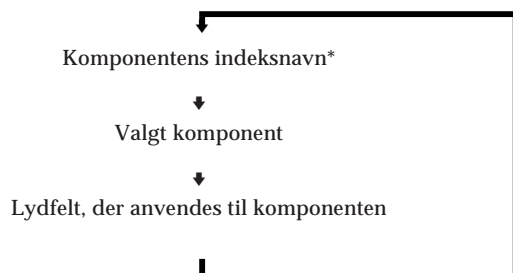 Komponentens indeksnavn*
Valgt komponent
Lydfelt, der anvendes til komponenten